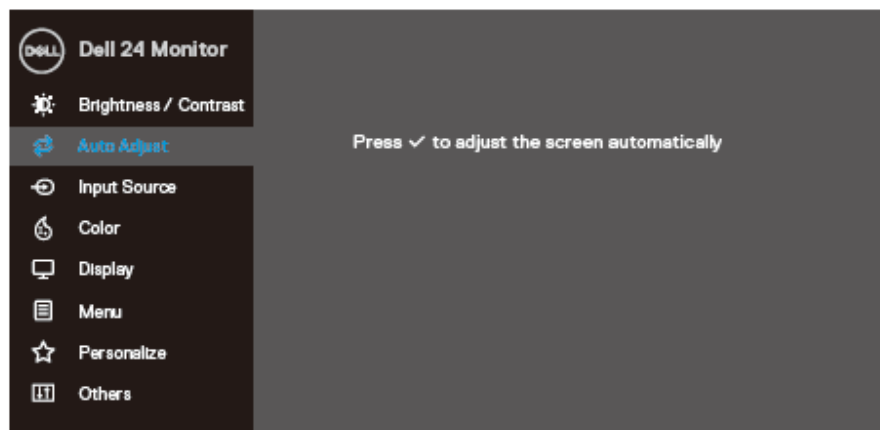 DELL Dell 24 Monitor
Brightness / Contrast
Auto Adjust
Press ✓ to adjust the screen automatically
Input Source
Color
Display
Menu
Personalize
Others